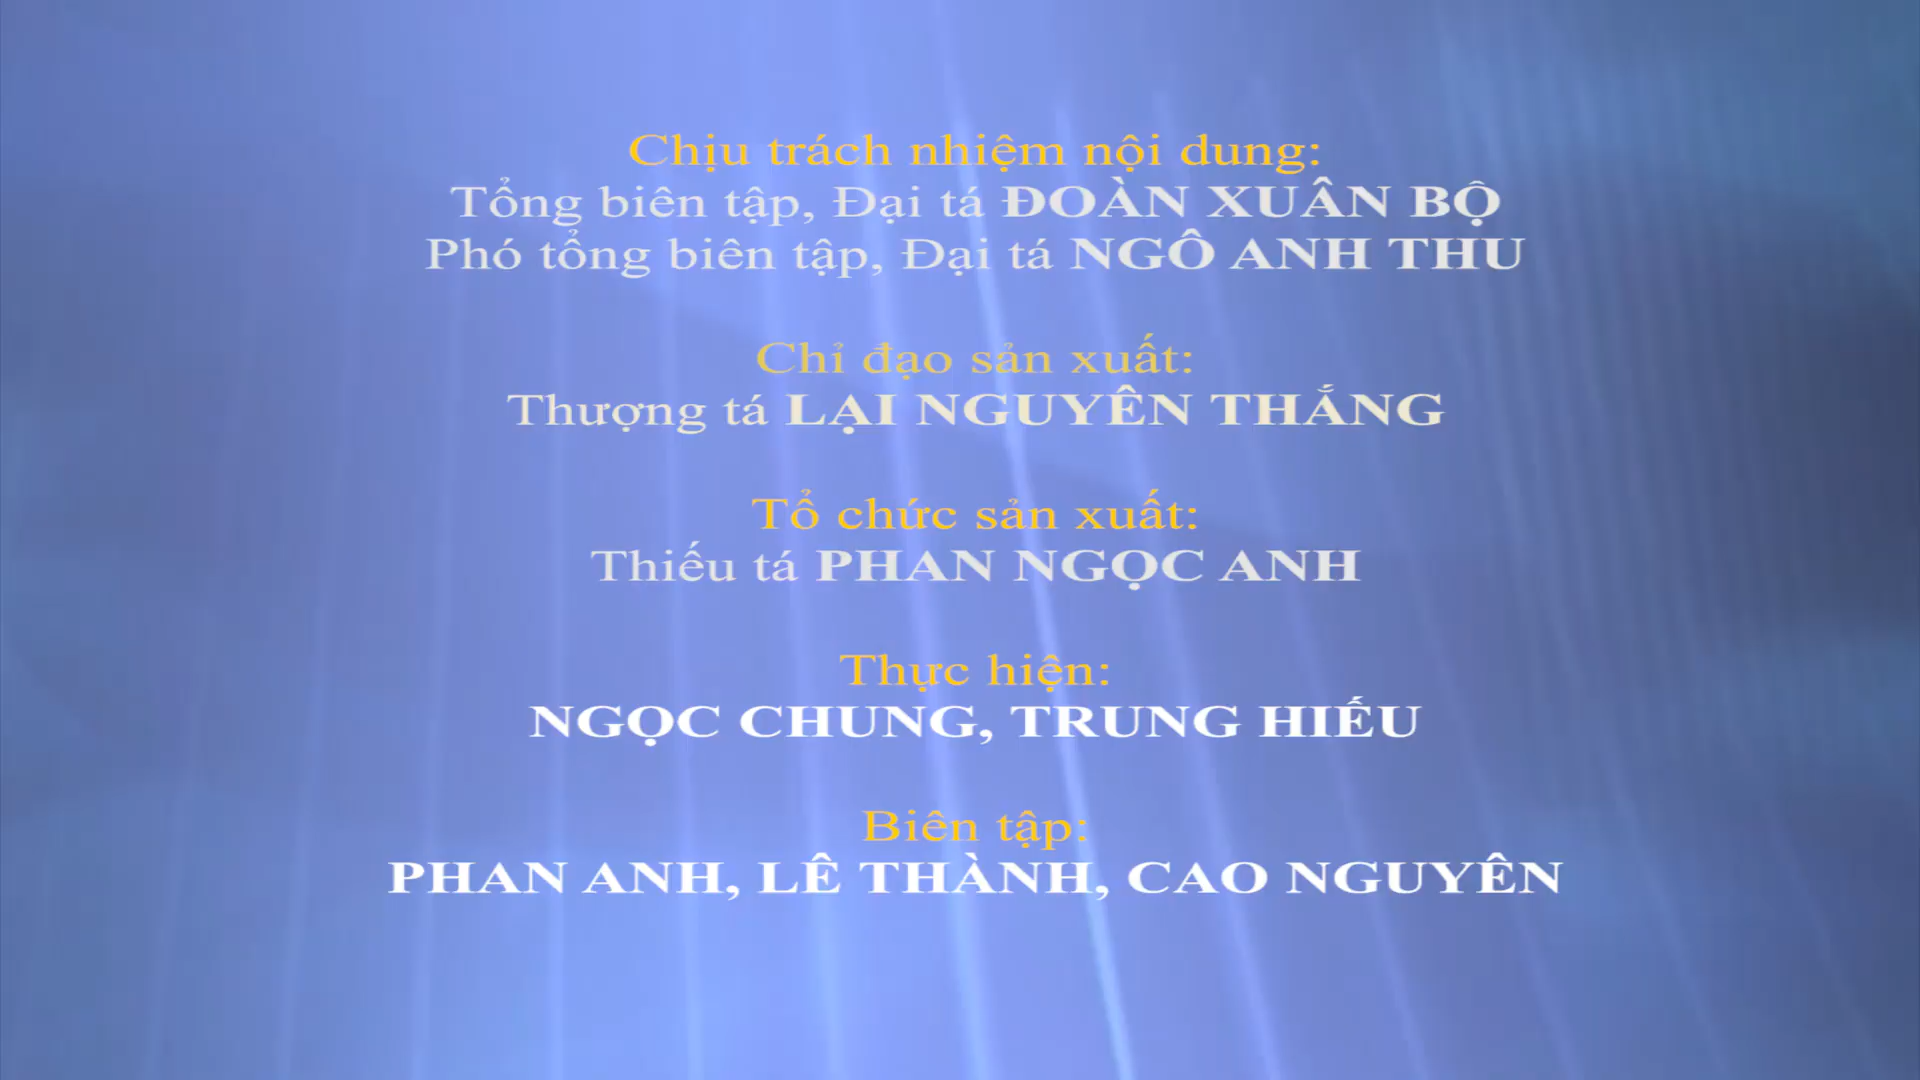 Chịu trách nhiệm nội dung:
Tổng biên tập, Đại tá ĐOÀN XUÂN BỘ
Phó tổng biên tập, Đại tá NGÔ ANH THU
Chỉ đạo sản xuất:
Thượng tá LẠI NGUYÊN THẮNG
Tổ chức sản xuất:
Thiếu tá PHAN NGỌC ANH
Thực hiện:
NGỌC CHUNG, TRUNG HIẾU
Biên tập:
PHAN ANH, LÊ THÀNH, CAO NGUYÊN